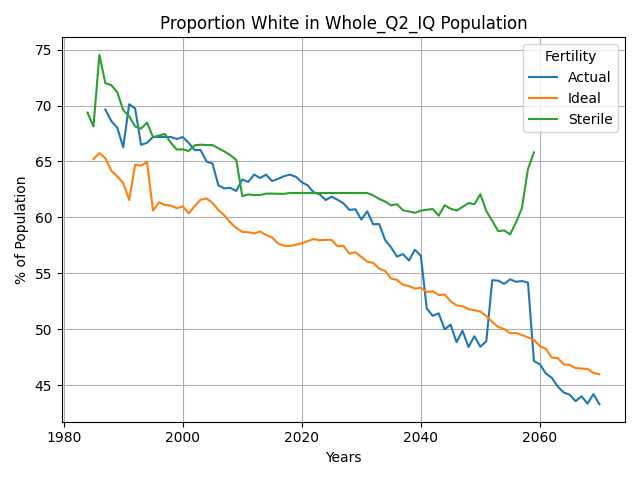 Proportion White in Whole_Q2_IQ Population
% of Population
75
70
65
60
55
50
45
1980
2000
2020
2040
2060
Years
Fertility
Actual
Ideal
Sterile